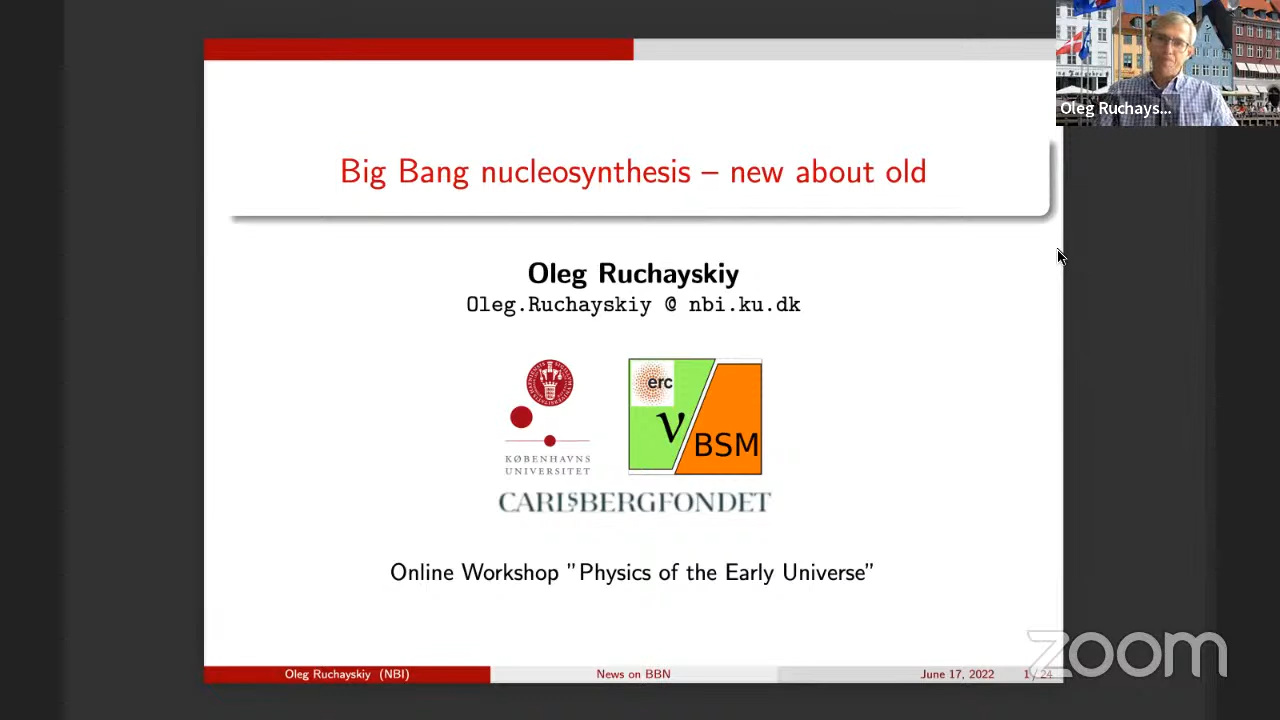 Oleg Ruchays...
Big Bang nucleosynthesis – new about old
Oleg Ruchayskiy
Oleg.Ruchayskiy @ nbi.ku.dk
erc
ν
BSM
KØBENHAVNS
UNIVERSITET
CARLSBERGFONDET
Online Workshop "Physics of the Early Universe"
Oleg Ruchayskiy (NBI) News on BBN June 17, 2022 1 / 24
zoom